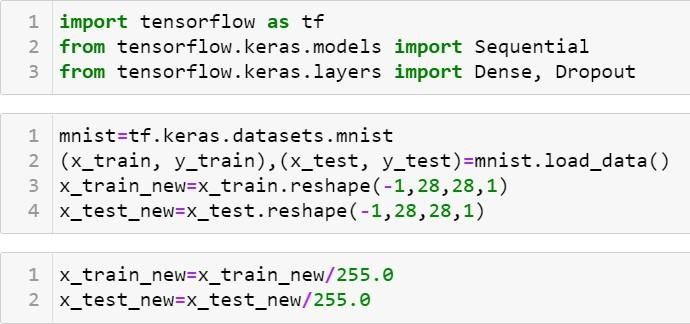 1 import tensorflow as tf
2 from tensorflow.keras.models import Sequential
3 from tensorflow.keras.layers import Dense, Dropout
1 mnist=tf.keras.datasets.mnist
2 (x_train, y_train),(x_test, y_test)=mnist.load_data()
3 x_train_new=x_train.reshape(-1,28,28,1)
4 x_test_new=x_test.reshape(-1,28,28,1)
1 x_train_new=x_train_new/255.0
2 x_test_new=x_test_new/255.0